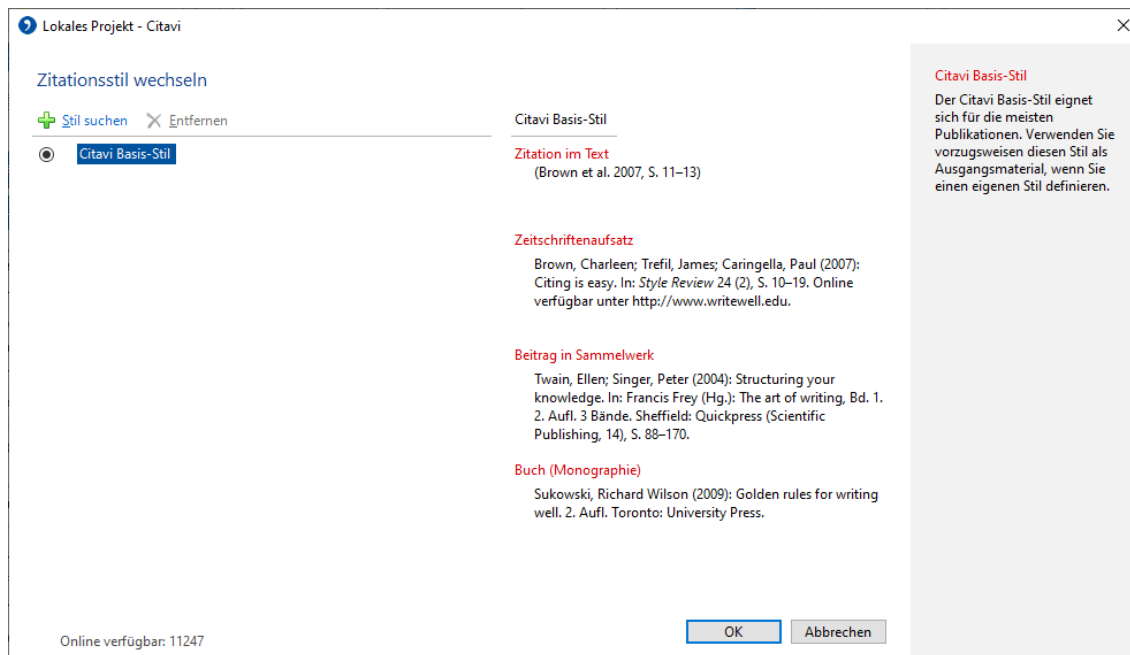 Lokales Projekt - Citavi
Zitationsstil wechseln
Stil suchen Entfernen
Citavi Basis-Stil
Citavi Basis-Stil
Zitation im Text
(Brown et al. 2007, S. 11–13)
Zeitschriftenaufsatz
Brown, Charleen; Trefil, James; Caringella, Paul (2007):
Citing is easy. In: Style Review 24 (2), S. 10–19. Online
verfügbar unter http://www.writewell.edu.
Beitrag in Sammelwerk
Twain, Ellen; Singer, Peter (2004): Structuring your
knowledge. In: Francis Frey (Hg.): The art of writing, Bd. 1.
2. Aufl. 3 Bände. Sheffield: Quickpress (Scientific
Publishing, 14), S. 88–170.
Buch (Monographie)
Sukowski, Richard Wilson (2009): Golden rules for writing
well. 2. Aufl. Toronto: University Press.
Citavi Basis-Stil
Der Citavi Basis-Stil eignet
sich für die meisten
Publikationen. Verwenden Sie
vorzugsweisen diesen Stil als
Ausgangsmaterial, wenn Sie
einen eigenen Stil definieren.
Online verfügbar: 11247
OK Abbrechen